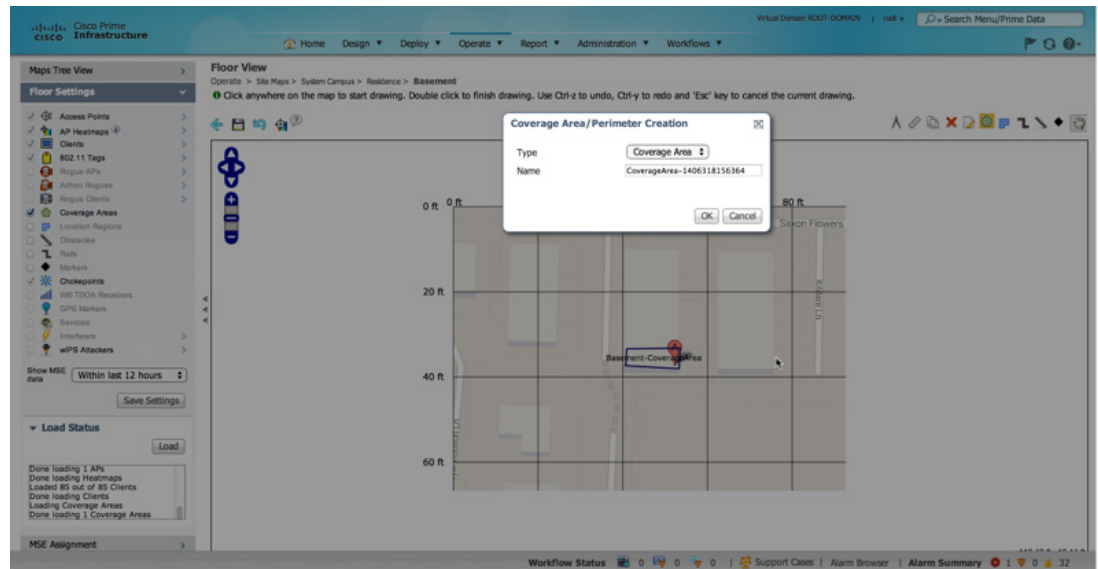 Virtual Domain ROOT-DOMAIN | root
Search Menu/Prime Data
Cisco Prime
CISCO Infrastructure
Home Design Deploy Operate Report Administration Workflows
Maps Tree View
Floor Settings
Access Points
AP Heatmaps
Clients
802.11 Tags
Rogue APs
Adhoc Rogues
Rogue Clients
Coverage Areas
Location Regions
Obstacles
Rails
Markers
Chokepoints
Wifi TDOA Receivers
GPS Markers
Services
Interferers
wIPS Attackers
Show MSE data
Within last 12 hours
Save Settings
Load Status
Load
Done loading 1 APs
Done loading Heatmaps
Loaded 85 out of 85 Clients
Done loading Clients
Loading Coverage Areas
Done loading 1 Coverage Areas
MSE Assignment
Floor View
Operate > Site Maps > System Campus > Residence > Basement
Click anywhere on the map to start drawing. Double click to finish drawing. Use Ctrl-z to undo, Ctrl-y to redo and 'Esc' key to cancel the current drawing.
Coverage Area/Perimeter Creation
Type
Coverage Area
Name
CoverageArea-1406318156364
OK Cancel
0 ft
0 ft
80 ft
Saxon Flowers
20 ft
Kildare Ln
Basement-CoverageArea
40 ft
60 ft
Workflow Status 0 0 0 | Support Cases | Alarm Browser | Alarm Summary 1 0 32